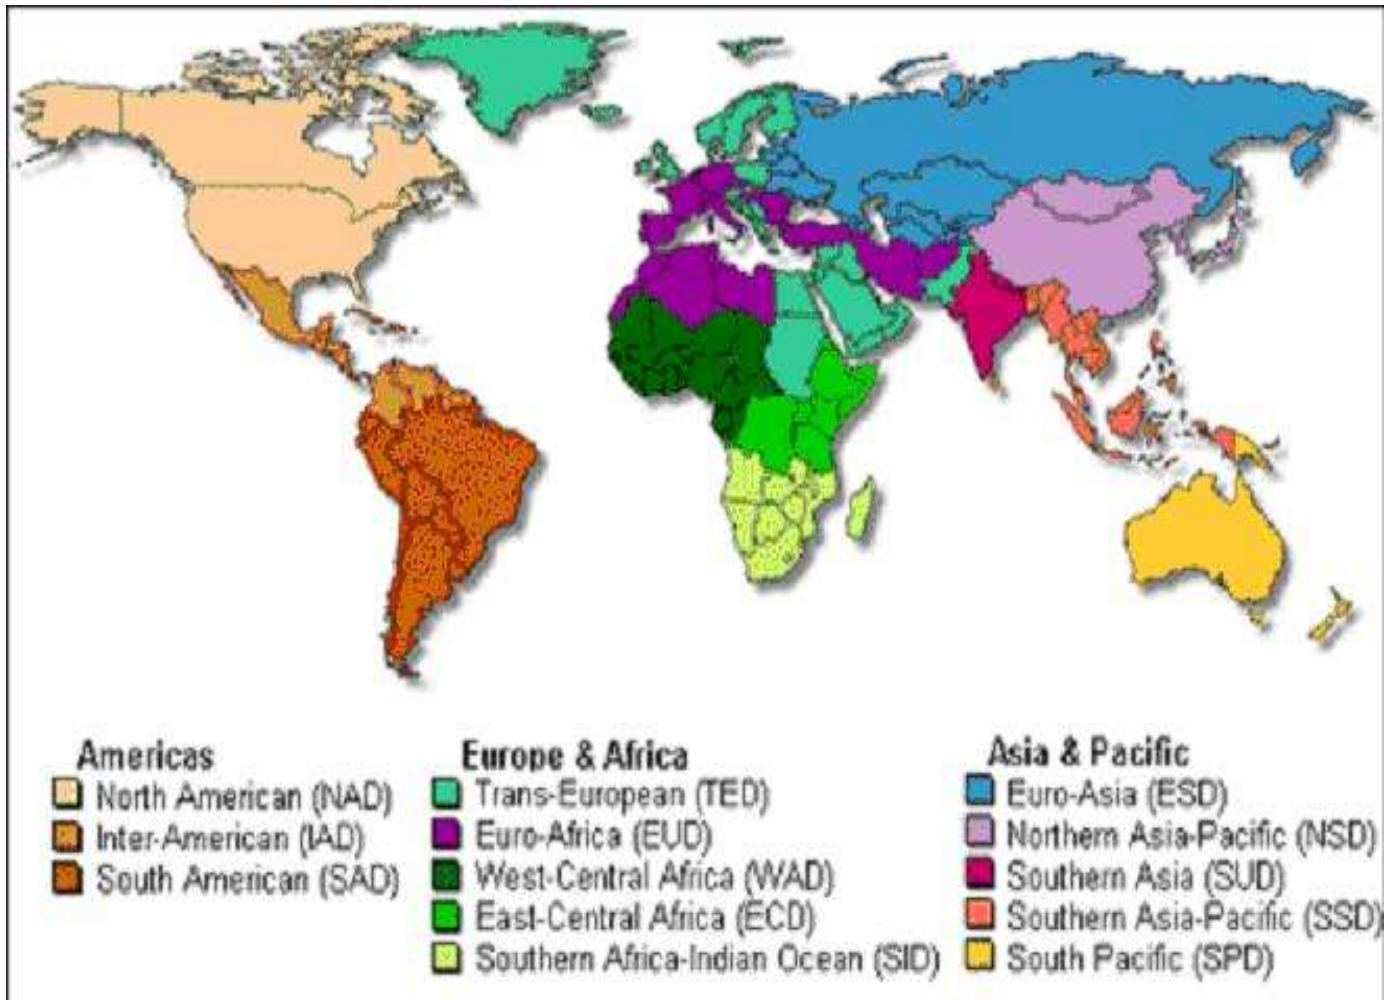 Americas
North American (NAD)
Inter-American (IAD)
South American (SAD)
Europe & Africa
Trans-European (TED)
Euro-Africa (EUD)
West-Central Africa (WAD)
East-Central Africa (ECD)
Southern Africa-Indian Ocean (SID)
Asia & Pacific
Euro-Asia (ESD)
Northern Asia-Pacific (NSD)
Southern Asia (SUD)
Southern Asia-Pacific (SSD)
South Pacific (SPD)